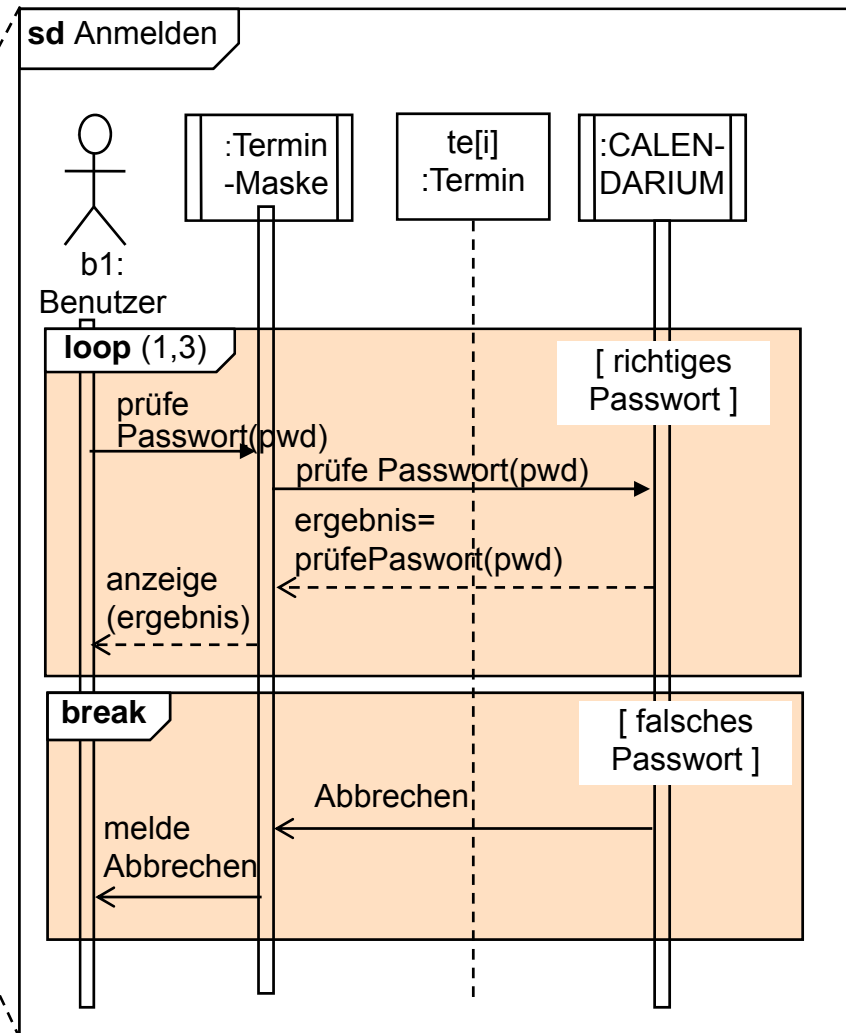 sd Anmelden
:Termin
-Maske
te[i]
:Termin
:CALEN-
DARIUM
b1:
Benutzer
loop (1,3)
[ richtiges
Passwort ]
prüfe
Passwort(pwd)
prüfe Passwort(pwd)
ergebnis=
prüfePaswort(pwd)
anzeige
(ergebnis)
break
[ falsches
Passwort ]
Abbrechen
melde
Abbrechen